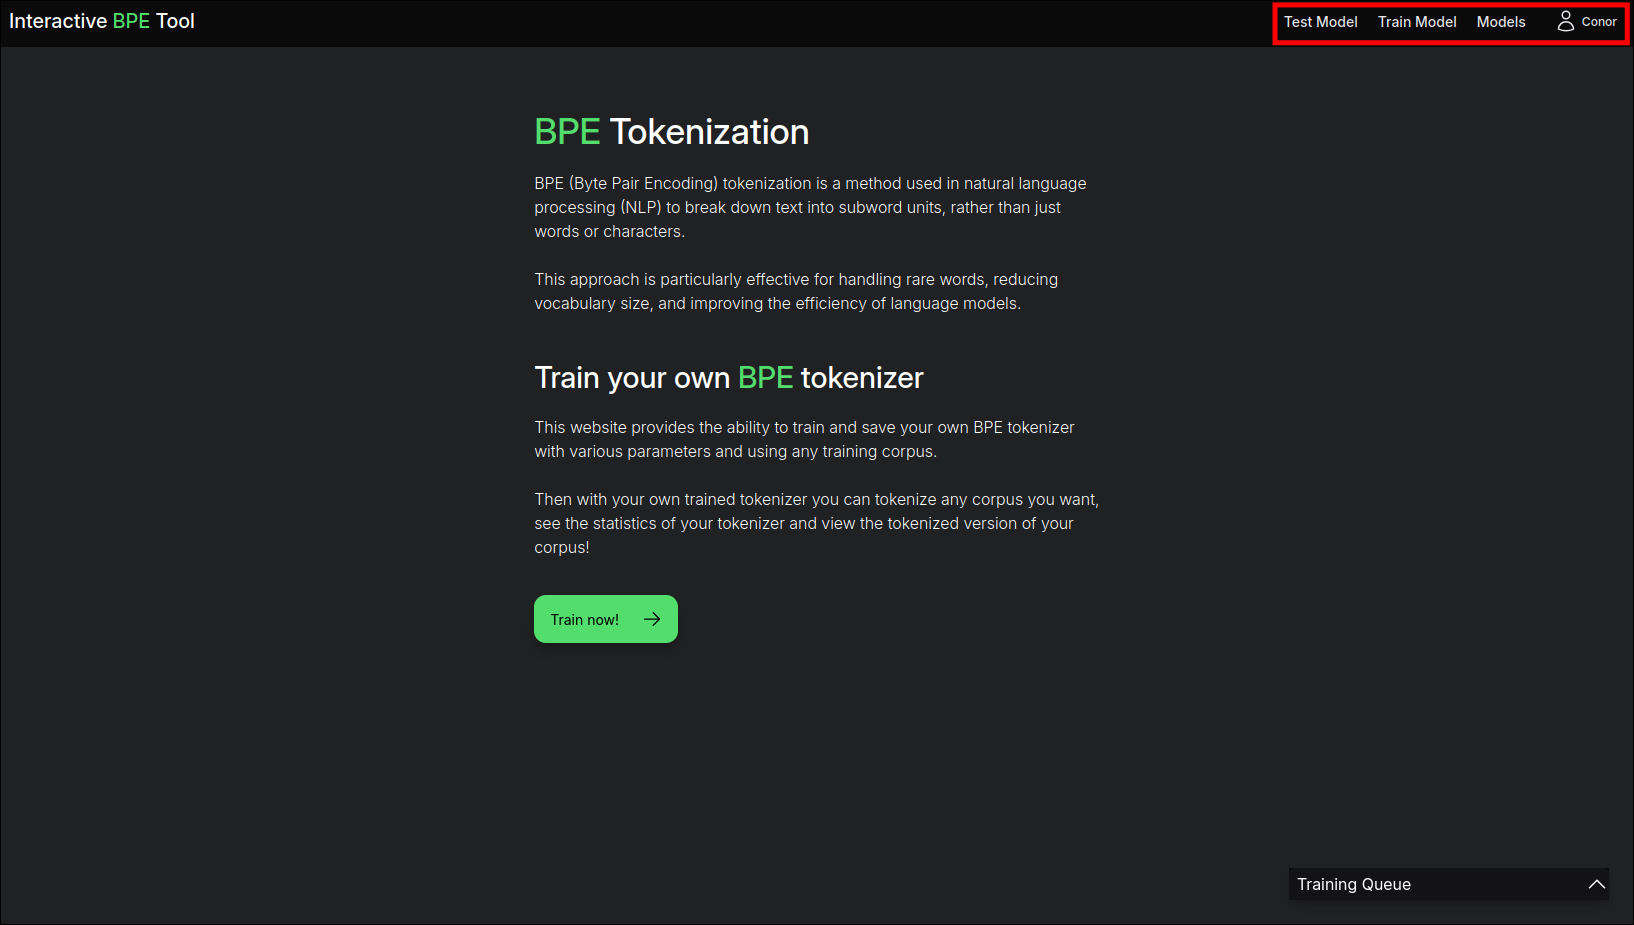 Interactive BPE Tool
Test Model
Train Model
Models
Conor
BPE Tokenization
BPE (Byte Pair Encoding) tokenization is a method used in natural language
processing (NLP) to break down text into subword units, rather than just
words or characters.
This approach is particularly effective for handling rare words, reducing
vocabulary size, and improving the efficiency of language models.
Train your own BPE tokenizer
This website provides the ability to train and save your own BPE tokenizer
with various parameters and using any training corpus.
Then with your own trained tokenizer you can tokenize any corpus you want,
see the statistics of your tokenizer and view the tokenized version of your
corpus!
Train now!
Training Queue